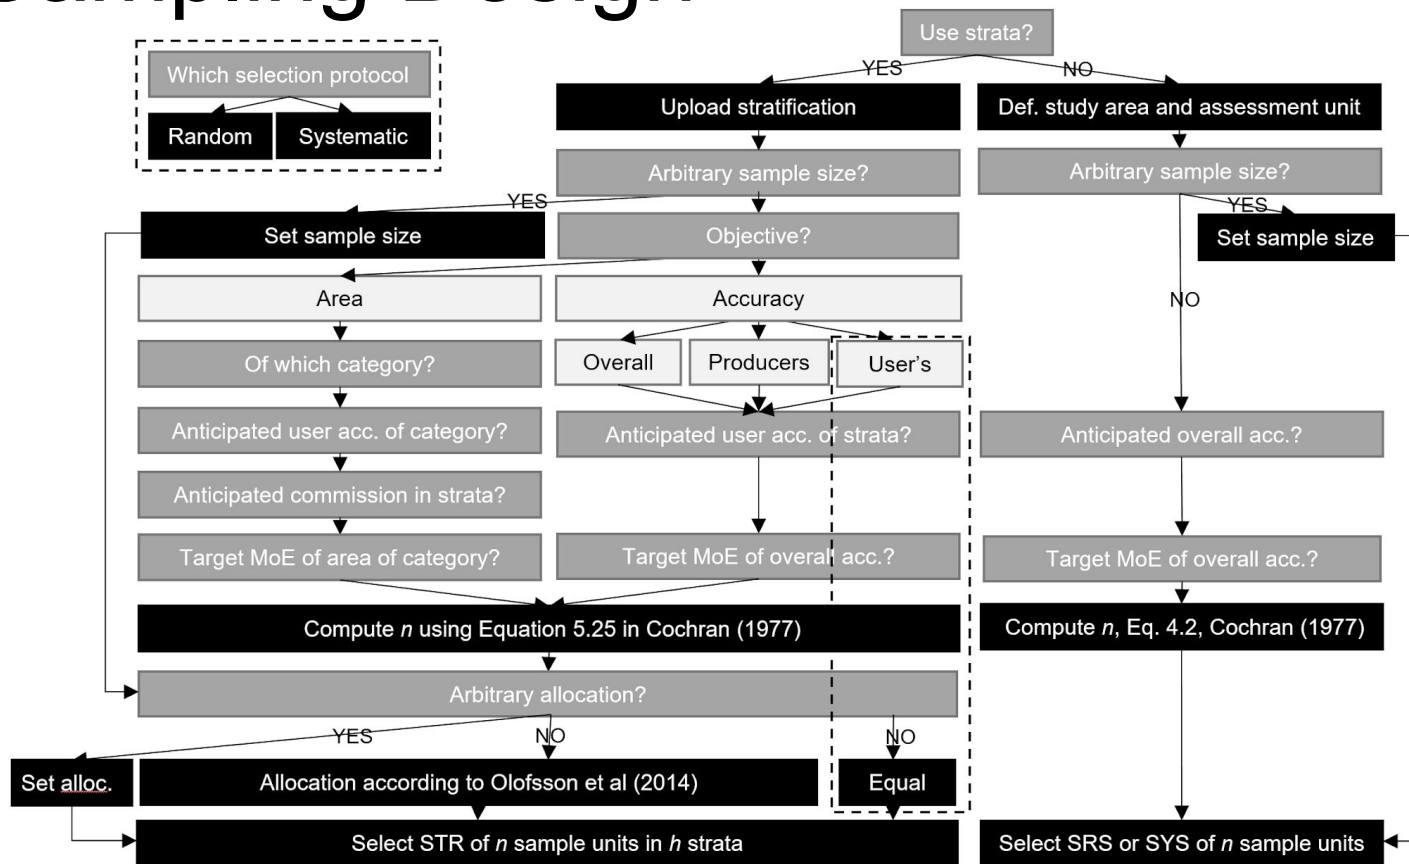 Sampling Design
Use strata?
Which selection protocol
Random
Systematic
YES
NO
Upload stratification
Def. study area and assessment unit
Arbitrary sample size?
Arbitrary sample size?
YES
YES
Set sample size
Objective?
Set sample size
Area
Accuracy
NO
Of which category?
Overall
Producers
User's
Anticipated user acc. of category?
Anticipated user acc. of strata?
Anticipated overall acc.?
Anticipated commission in strata?
Target MoE of area of category?
Target MoE of overall acc.?
Target MoE of overall acc.?
Compute n using Equation 5.25 in Cochran (1977)
Compute n, Eq. 4.2, Cochran (1977)
Arbitrary allocation?
YES
NO
NO
Set alloc.
Allocation according to Olofsson et al (2014)
Equal
Select STR of n sample units in h strata
Select SRS or SYS of n sample units